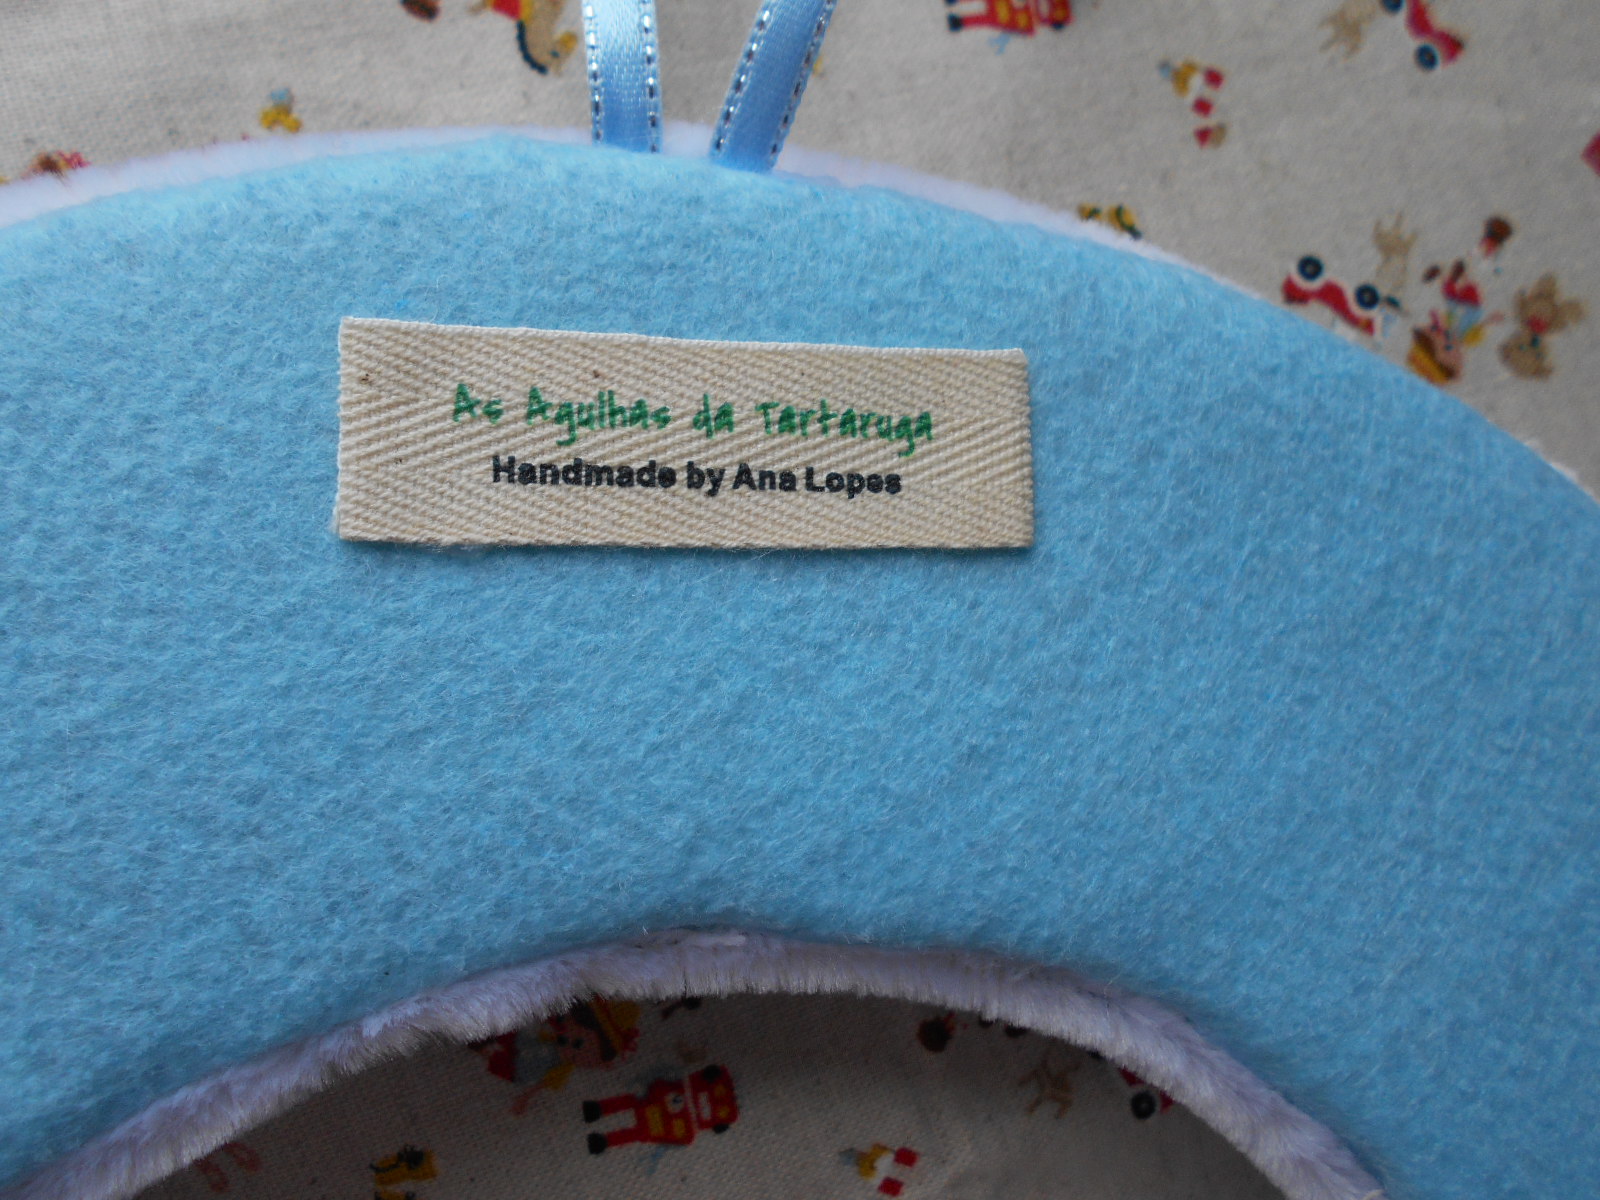 As Agulhas da Tartaruga
Handmade by Ana Lopes